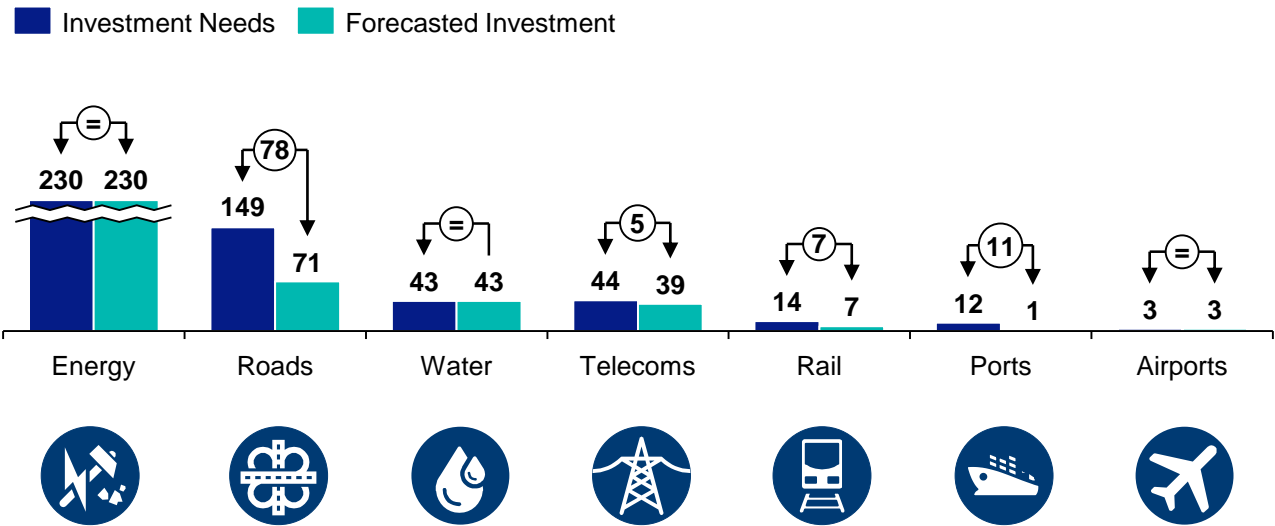 Investment Needs Forecasted Investment
= 78 = 5 7 11 =
230 230 149 71 43 43 44 39 14 7 12 1 3 3
Energy Roads Water Telecoms Rail Ports Airports